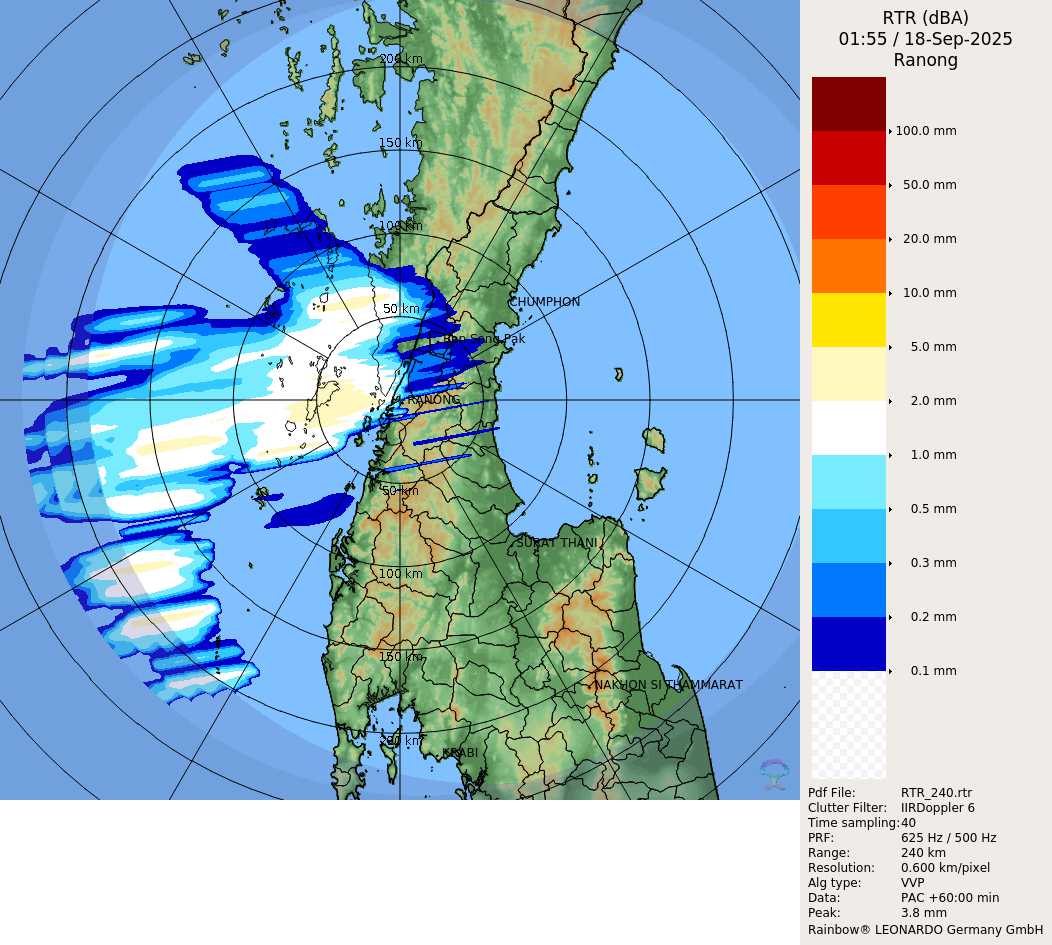 RTR (dBA)
01:55 / 18-Sep-2025
Ranong
200 km
150 km
100 km
50 km
CHUMPHON
Ban Song Pak
RANONG
50 km
SURAT THANI
100 km
150 km
NAKHON SI THAMMARAT
200 km
KRABI
100.0 mm
50.0 mm
20.0 mm
10.0 mm
5.0 mm
2.0 mm
1.0 mm
0.5 mm
0.3 mm
0.2 mm
0.1 mm
Pdf File: RTR_240.rtr
Clutter Filter: IIRDoppler 6
Time sampling: 40
PRF: 625 Hz / 500 Hz
Range: 240 km
Resolution: 0.600 km/pixel
Alg type: VVP
Data: PAC +60:00 min
Peak: 3.8 mm
Rainbow® LEONARDO Germany GmbH